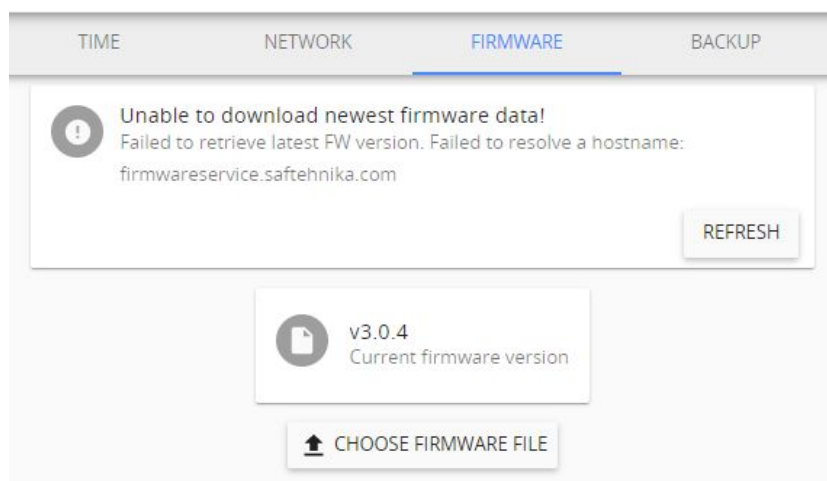 TIME NETWORK FIRMWARE BACKUP
Unable to download newest firmware data!
Failed to retrieve latest FW version. Failed to resolve a hostname:
firmwareservice.saftehnika.com
REFRESH
v3.0.4
Current firmware version
CHOOSE FIRMWARE FILE